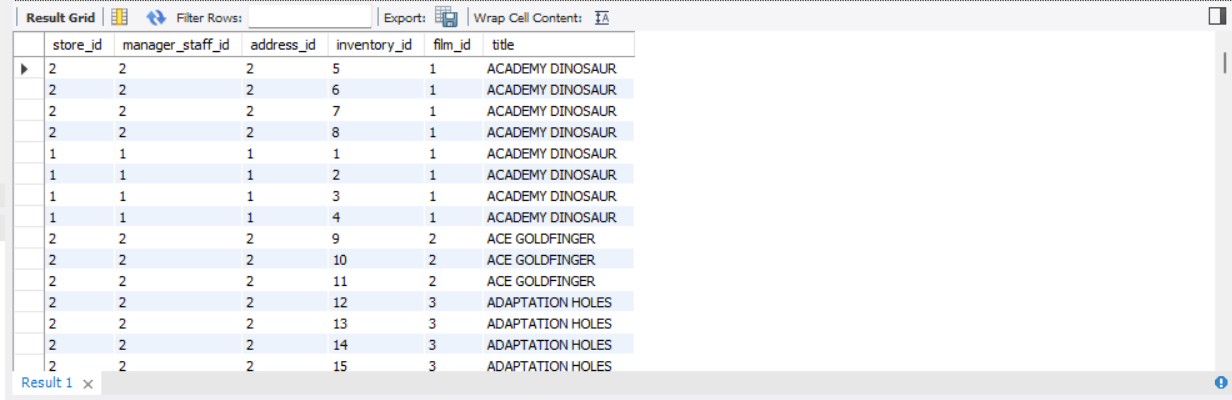 Result Grid Filter Rows: Export: Wrap Cell Content: IA
store_id manager_staff_id address_id inventory_id film_id title
2 2 2 5 1 ACADEMY DINOSAUR
2 2 2 6 1 ACADEMY DINOSAUR
2 2 2 7 1 ACADEMY DINOSAUR
2 2 2 8 1 ACADEMY DINOSAUR
1 1 1 1 1 ACADEMY DINOSAUR
1 1 1 2 1 ACADEMY DINOSAUR
1 1 1 3 1 ACADEMY DINOSAUR
1 1 1 4 1 ACADEMY DINOSAUR
2 2 2 9 2 ACE GOLDFINGER
2 2 2 10 2 ACE GOLDFINGER
2 2 2 11 2 ACE GOLDFINGER
2 2 2 12 3 ADAPTATION HOLES
2 2 2 13 3 ADAPTATION HOLES
2 2 2 14 3 ADAPTATION HOLES
2 2 2 15 3 ADAPTATION HOLES
Result 1 ×